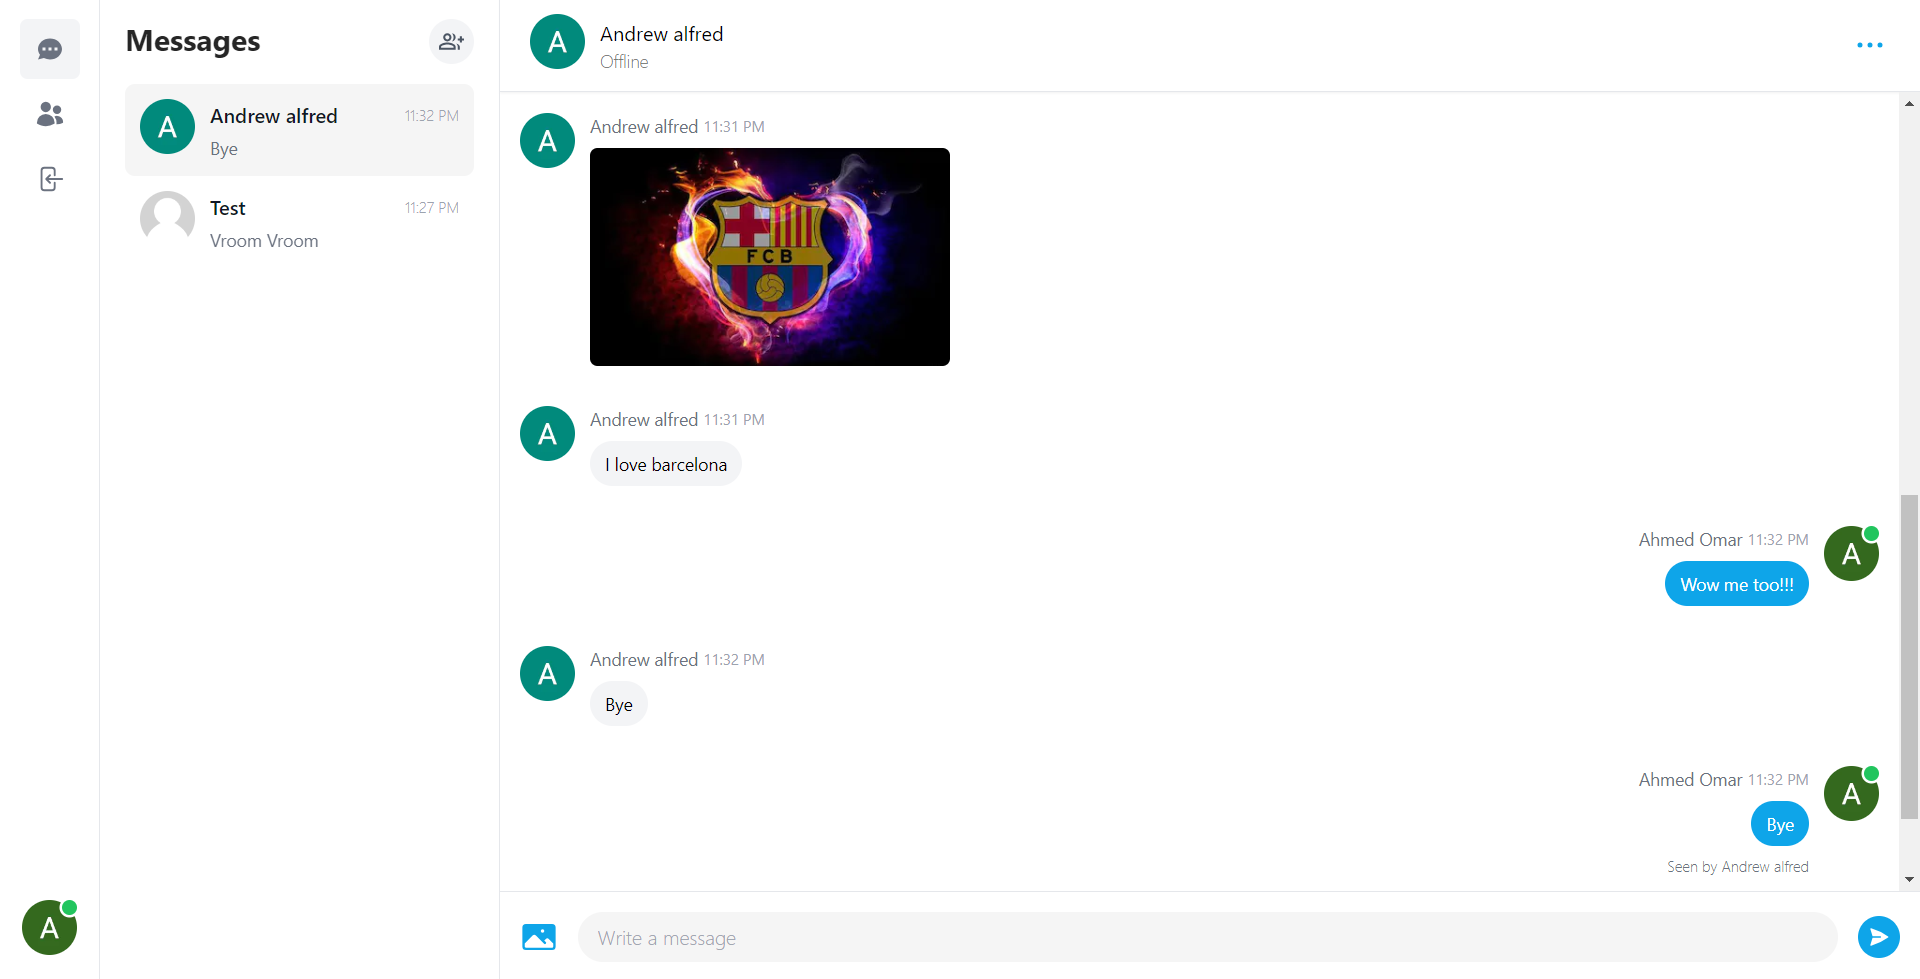 Messages
A
Andrew alfred 11:32 PM
Bye
Test 11:27 PM
Vroom Vroom
A
A
Andrew alfred
Offline
A
Andrew alfred 11:31 PM
FCB
A
Andrew alfred 11:31 PM
I love barcelona
Ahmed Omar 11:32 PM
A
Wow me too!!!
A
Andrew alfred 11:32 PM
Bye
Ahmed Omar 11:32 PM
A
Bye
Seen by Andrew alfred
Write a message